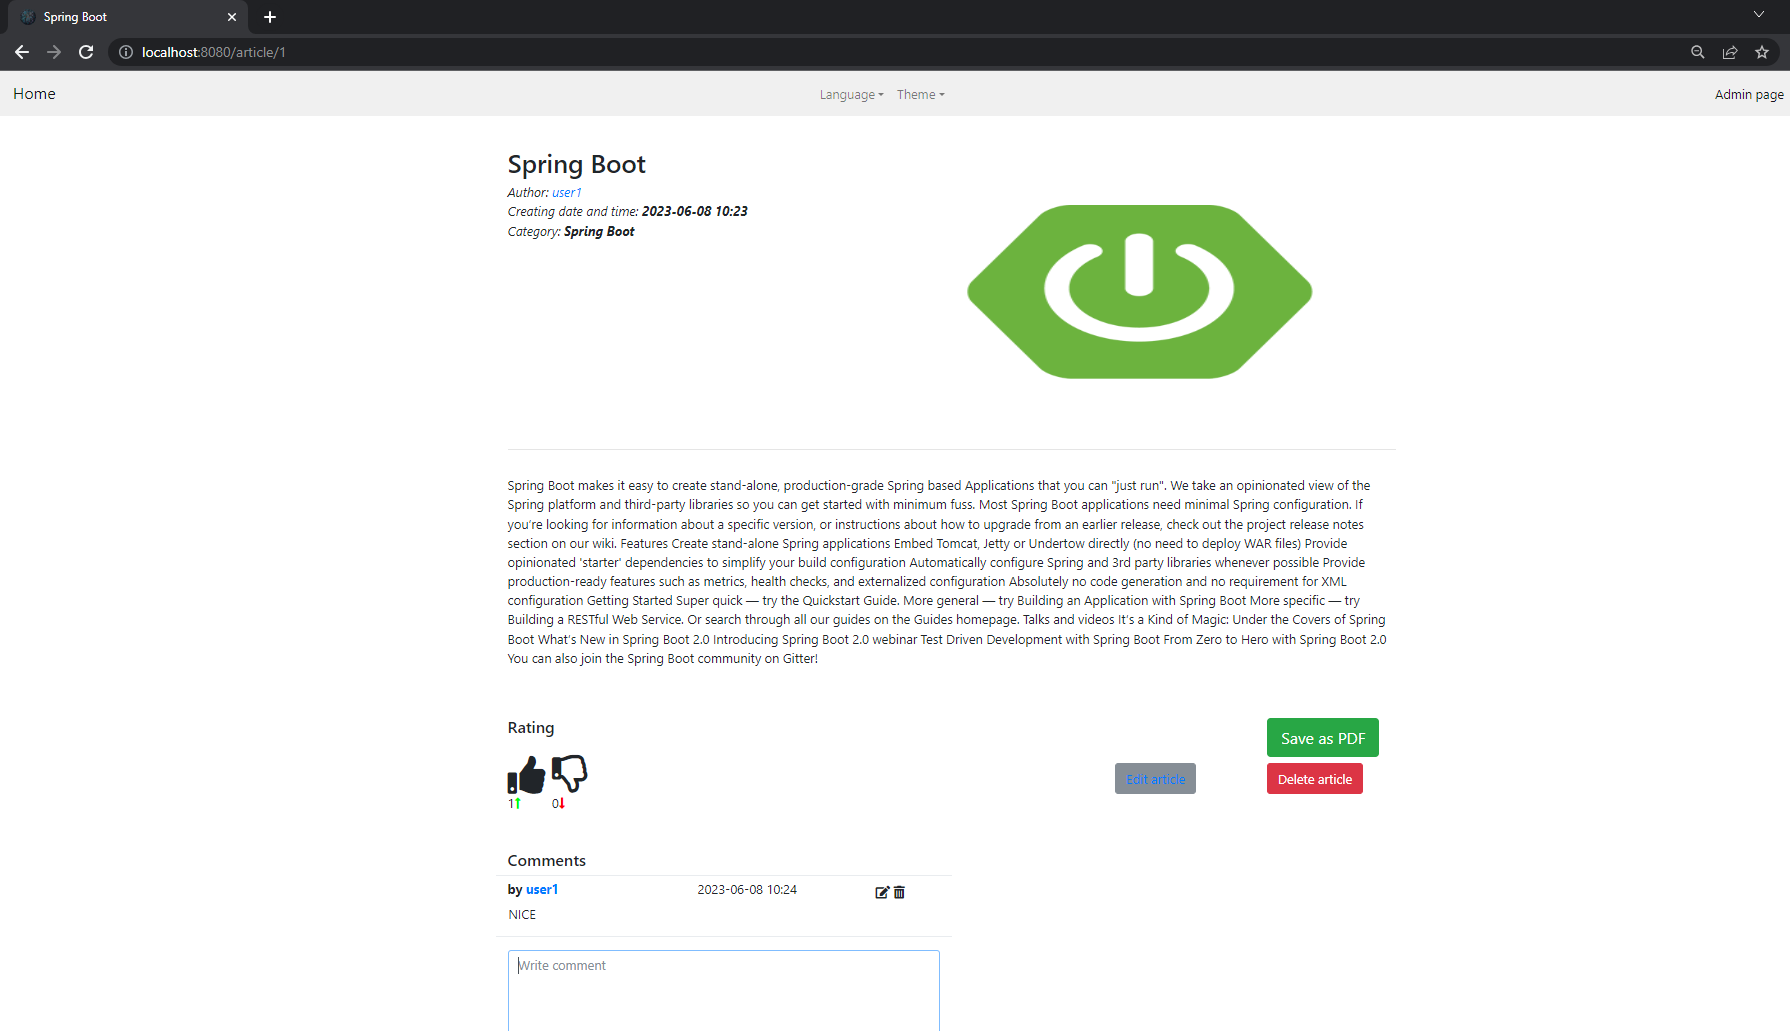 Spring Boot
localhost:8080/article/1
Home
Language
Theme
Admin page
Spring Boot
Author: user1
Creating date and time: 2023-06-08 10:23
Category: Spring Boot
Spring Boot makes it easy to create stand-alone, production-grade Spring based Applications that you can "just run". We take an opinionated view of the
Spring platform and third-party libraries so you can get started with minimum fuss. Most Spring Boot applications need minimal Spring configuration. If
you’re looking for information about a specific version, or instructions about how to upgrade from an earlier release, check out the project release notes
section on our wiki. Features Create stand-alone Spring applications Embed Tomcat, Jetty or Undertow directly (no need to deploy WAR files) Provide
opinionated 'starter' dependencies to simplify your build configuration Automatically configure Spring and 3rd party libraries whenever possible Provide
production-ready features such as metrics, health checks, and externalized configuration Absolutely no code generation and no requirement for XML
configuration Getting Started Super quick — try the Quickstart Guide. More general — try Building an Application with Spring Boot More specific — try
Building a RESTful Web Service. Or search through all our guides on the Guides homepage. Talks and videos It's a Kind of Magic: Under the Covers of Spring
Boot What's New in Spring Boot 2.0 Introducing Spring Boot 2.0 webinar Test Driven Development with Spring Boot From Zero to Hero with Spring Boot 2.0
You can also join the Spring Boot community on Gitter!
Rating
Save as PDF
Edit article
Delete article
1 0
Comments
by user1 2023-06-08 10:24
NICE
Write comment